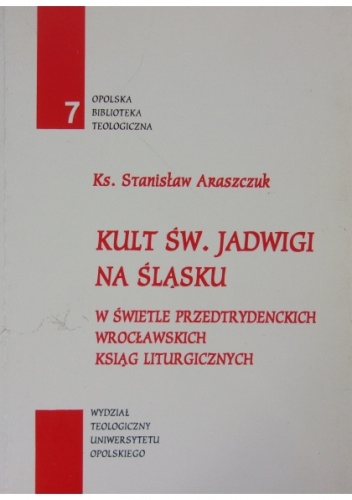 7
OPOLSKA
BIBLIOTEKA
TEOLOGICZNA
Ks. Stanisław Araszczuk
KULT ŚW. JADWIGI
NA ŚLĄSKU
W ŚWIETLE PRZEDTRYDENCKICH
WROCŁAWSKICH
KSIĄG LITURGICZNYCH
WYDZIAŁ
TEOLOGICZNY
UNIWERSYTETU
OPOLSKIEGO